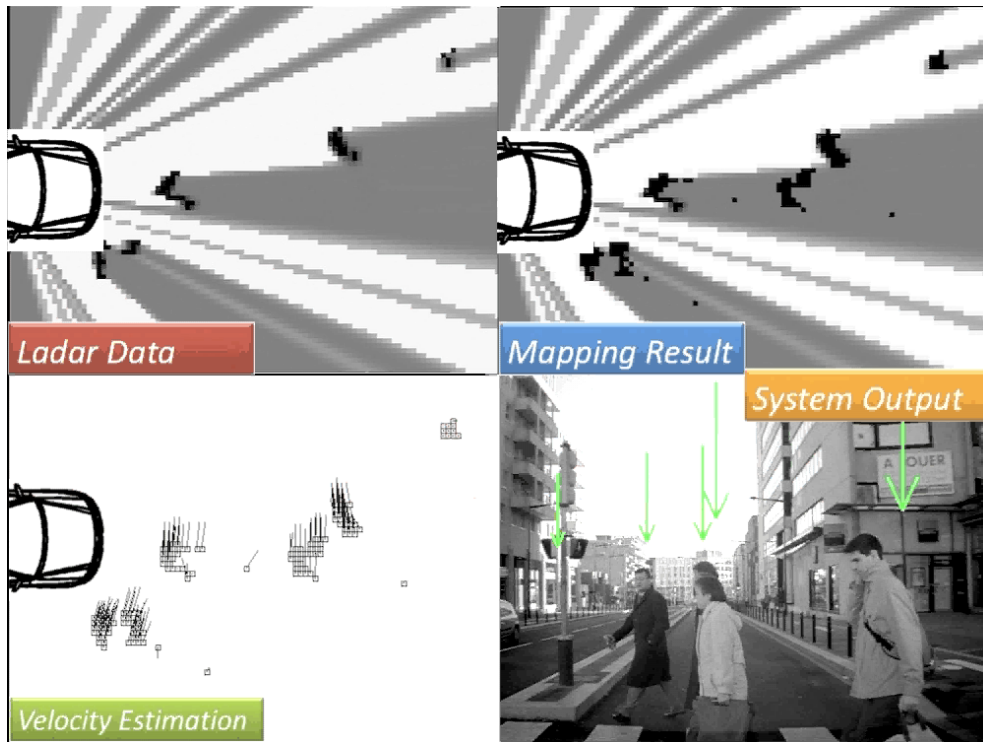 Ladar Data
Mapping Result
System Output
A LOUER
Velocity Estimation